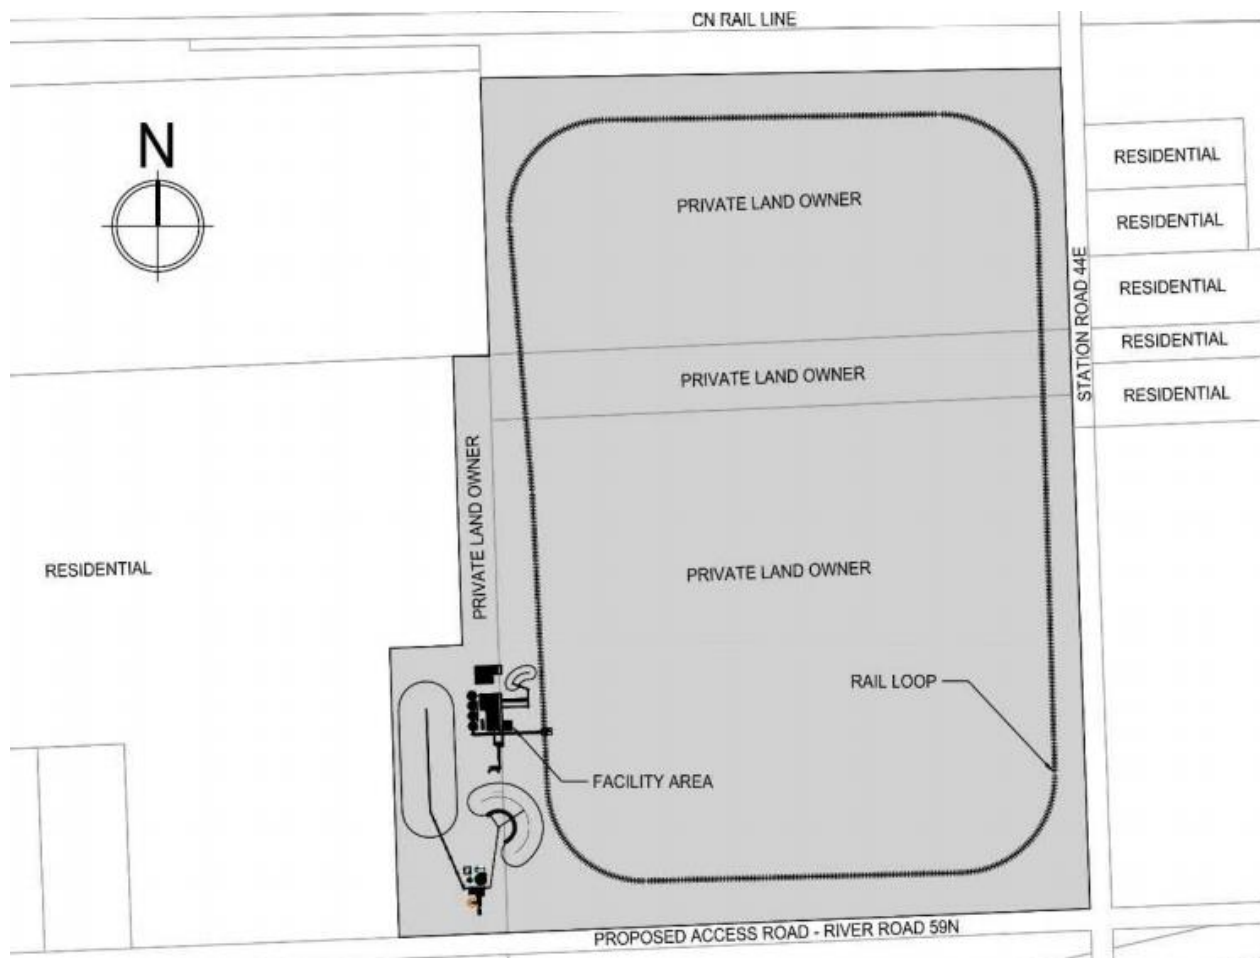 CN RAIL LINE
N
RESIDENTIAL
PRIVATE LAND OWNER
RESIDENTIAL
RESIDENTIAL
STATION ROAD 44E
RESIDENTIAL
PRIVATE LAND OWNER
RESIDENTIAL
PRIVATE LAND OWNER
RESIDENTIAL
PRIVATE LAND OWNER
RAIL LOOP
FACILITY AREA
PROPOSED ACCESS ROAD - RIVER ROAD 59N